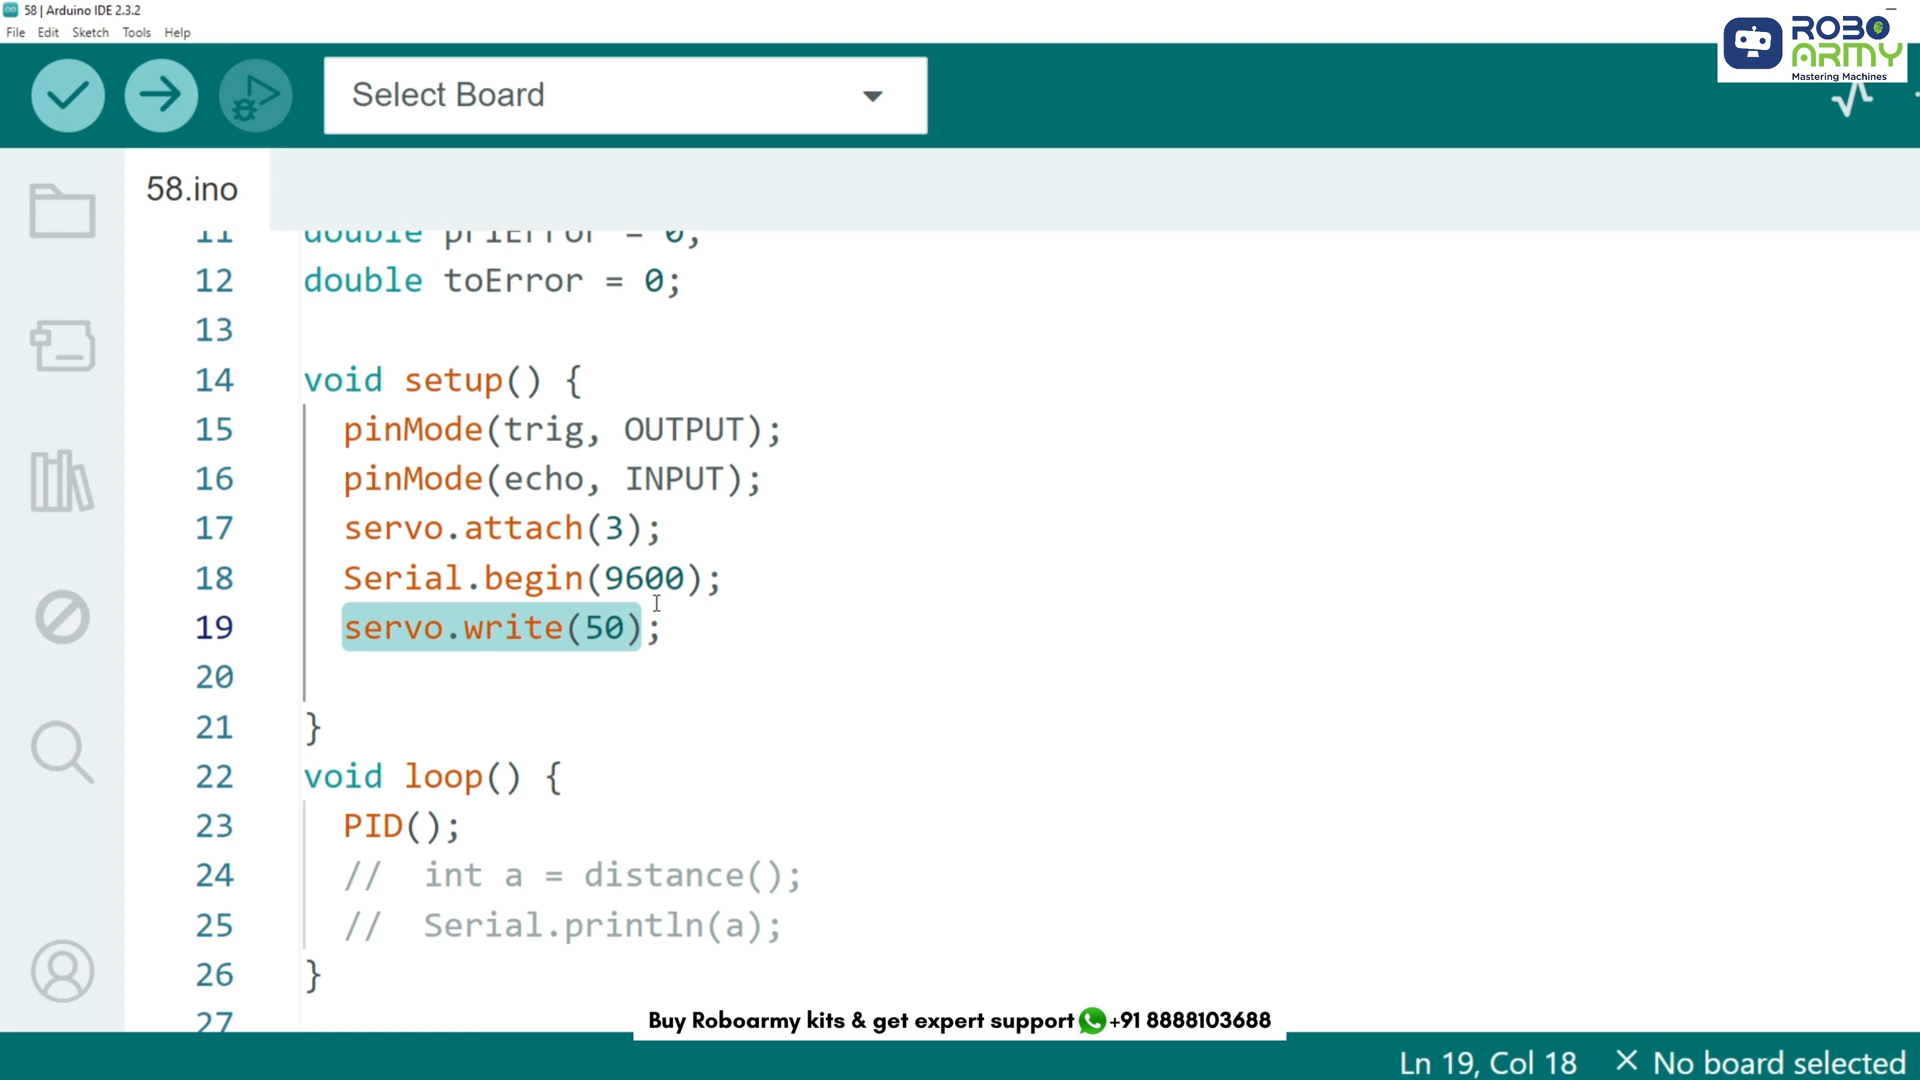 58 | Arduino IDE 2.3.2
File Edit Sketch Tools Help
ROBO
ARMY
Mastering Machines
Select Board
58.ino
11 double priError = 0;
12 double toError = 0;
13
14 void setup() {
15 pinMode(trig, OUTPUT);
16 pinMode(echo, INPUT);
17 servo.attach(3);
18 Serial.begin(9600);
19 servo.write(50);
20
21 }
22 void loop() {
23 PID();
24 // int a = distance();
25 // Serial.println(a);
26 }
27
Buy Roboarmy kits & get expert support +91 8888103688
Ln 19, Col 18 No board selected